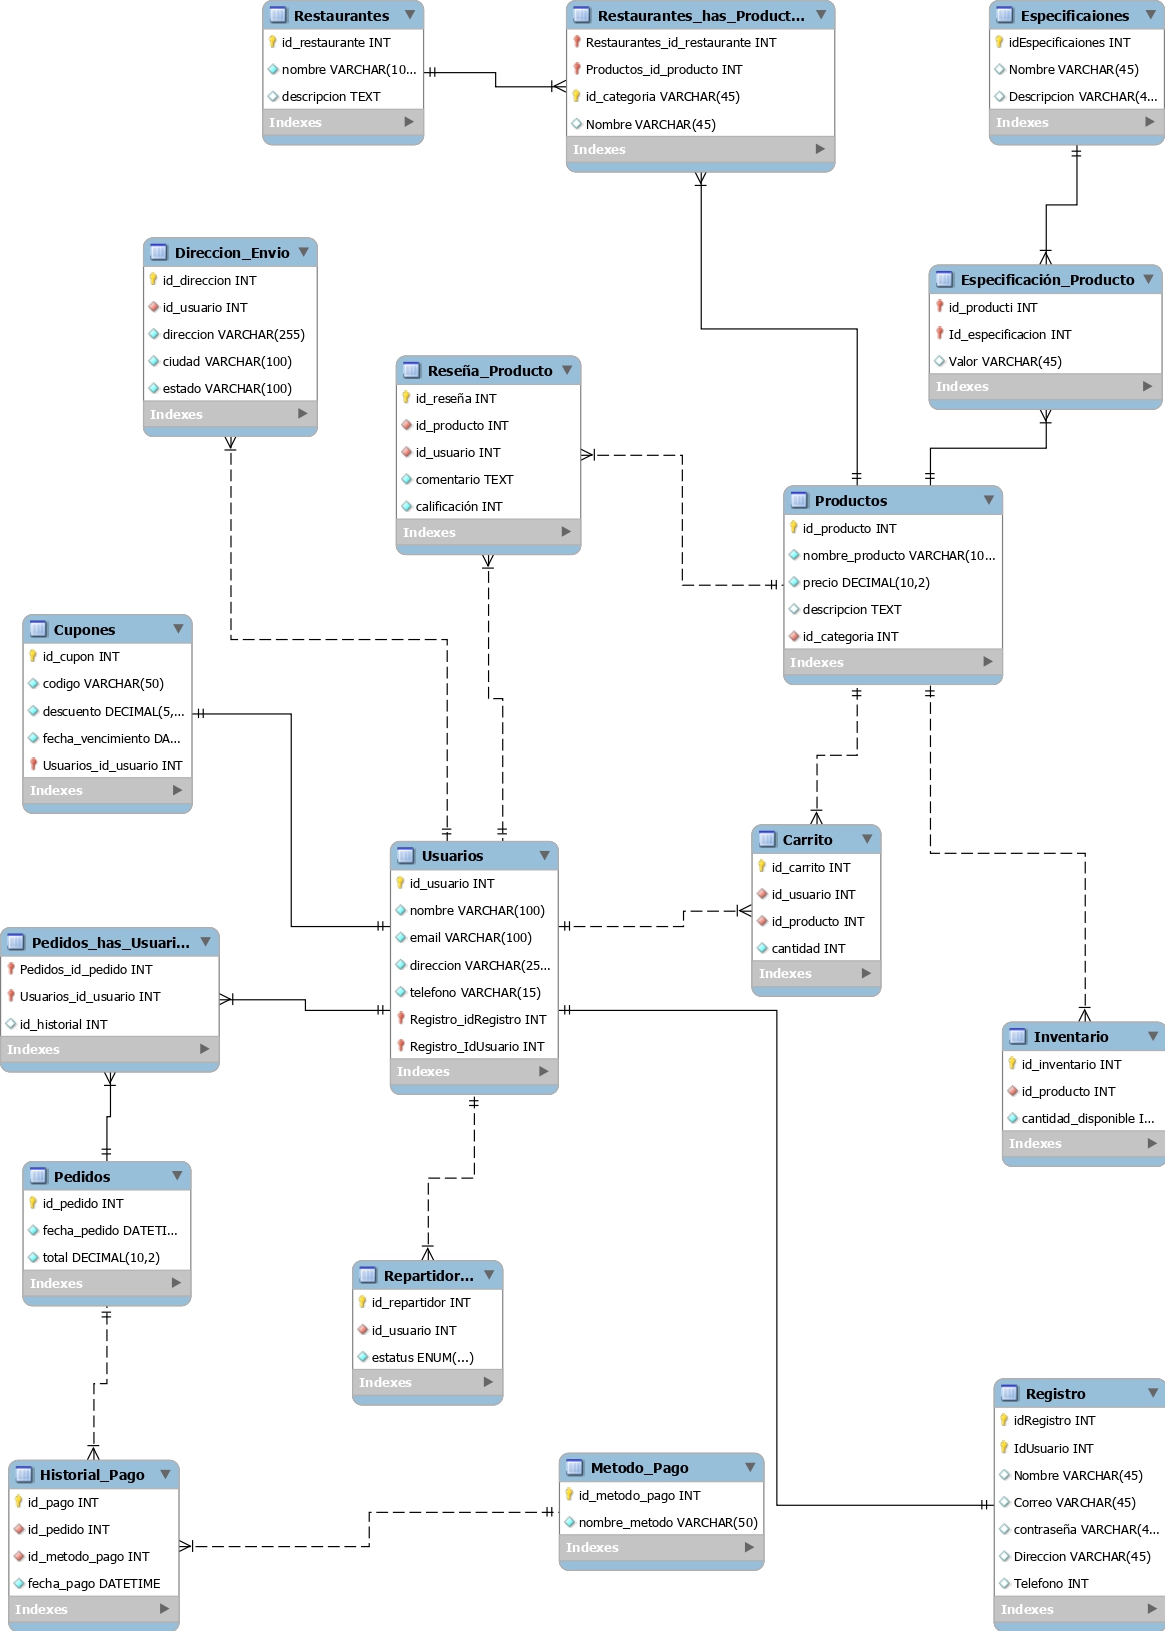 Restaurantes
id_restaurante INT
nombre VARCHAR(10...
descripcion TEXT
Indexes
Restaurantes_has_Product...
Restaurantes_id_restaurante INT
Productos_id_producto INT
id_categoria VARCHAR(45)
Nombre VARCHAR(45)
Indexes
Especificaiones
idEspecificaiones INT
Nombre VARCHAR(45)
Descripcion VARCHAR(4...
Indexes
Direccion_Envio
id_direccion INT
id_usuario INT
direccion VARCHAR(255)
ciudad VARCHAR(100)
estado VARCHAR(100)
Indexes
Especificación_Producto
id_producti INT
Id_especificacion INT
Valor VARCHAR(45)
Indexes
Reseña_Producto
id_reseña INT
id_producto INT
id_usuario INT
comentario TEXT
calificación INT
Indexes
Productos
id_producto INT
nombre_producto VARCHAR(10...
precio DECIMAL(10,2)
descripcion TEXT
id_categoria INT
Indexes
Cupones
id_cupon INT
codigo VARCHAR(50)
descuento DECIMAL(5,...
fecha_vencimiento DA...
Usuarios_id_usuario INT
Indexes
Usuarios
id_usuario INT
nombre VARCHAR(100)
email VARCHAR(100)
direccion VARCHAR(25...
telefono VARCHAR(15)
Registro_idRegistro INT
Registro_IdUsuario INT
Indexes
Carrito
id_carrito INT
id_usuario INT
id_producto INT
cantidad INT
Indexes
Pedidos_has_Usuari...
Pedidos_id_pedido INT
Usuarios_id_usuario INT
id_historial INT
Indexes
Inventario
id_inventario INT
id_producto INT
cantidad_disponible I...
Indexes
Pedidos
id_pedido INT
fecha_pedido DATETI...
total DECIMAL(10,2)
Indexes
Repartidor...
id_repartidor INT
id_usuario INT
estatus ENUM(...)
Indexes
Registro
idRegistro INT
IdUsuario INT
Nombre VARCHAR(45)
Correo VARCHAR(45)
contraseña VARCHAR(4...
Direccion VARCHAR(45)
Telefono INT
Indexes
Historial_Pago
id_pago INT
id_pedido INT
id_metodo_pago INT
fecha_pago DATETIME
Indexes
Metodo_Pago
id_metodo_pago INT
nombre_metodo VARCHAR(50)
Indexes